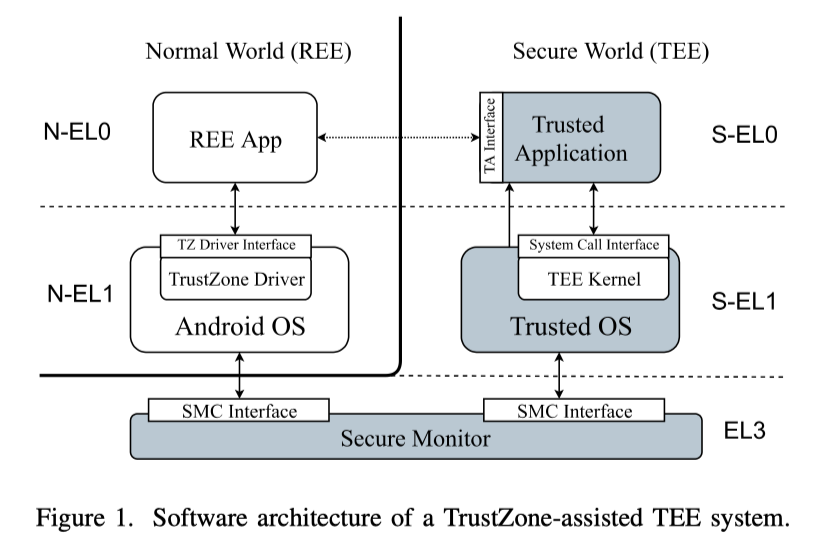 Normal World (REE)
Secure World (TEE)
N-EL0
REE App
TA Interface
Trusted
Application
S-EL0
TZ Driver Interface
TrustZone Driver
Android OS
N-EL1
System Call Interface
TEE Kernel
Trusted OS
S-EL1
SMC Interface
SMC Interface
Secure Monitor
EL3
Figure 1. Software architecture of a TrustZone-assisted TEE system.